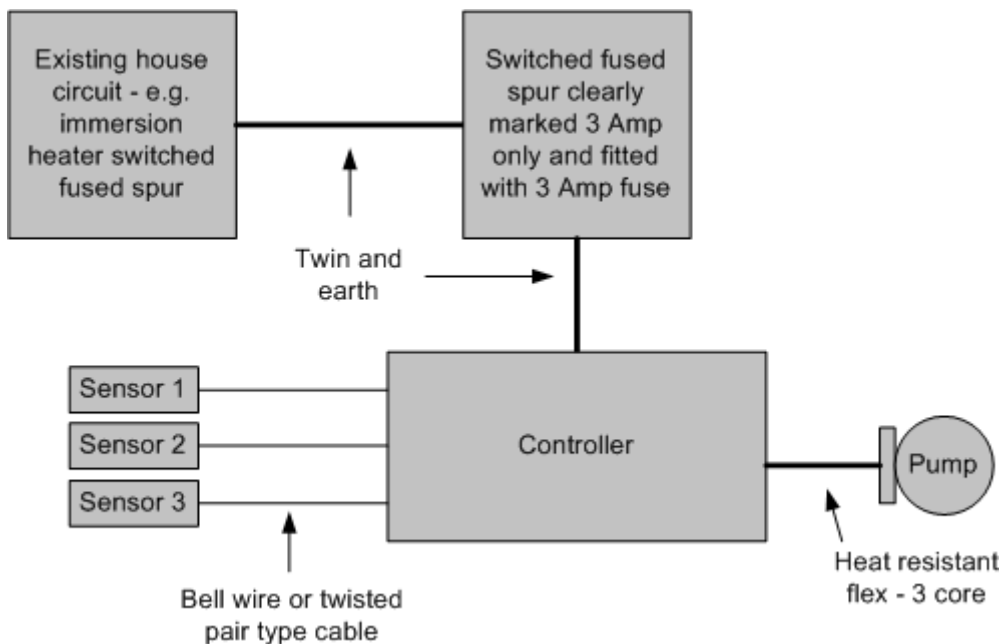 Existing house
circuit - e.g.
immersion
heater switched
fused spur
Switched fused
spur clearly
marked 3 Amp
only and fitted
with 3 Amp fuse
Twin and
earth
Sensor 1
Sensor 2
Sensor 3
Controller
Pump
Bell wire or twisted
pair type cable
Heat resistant
flex - 3 core